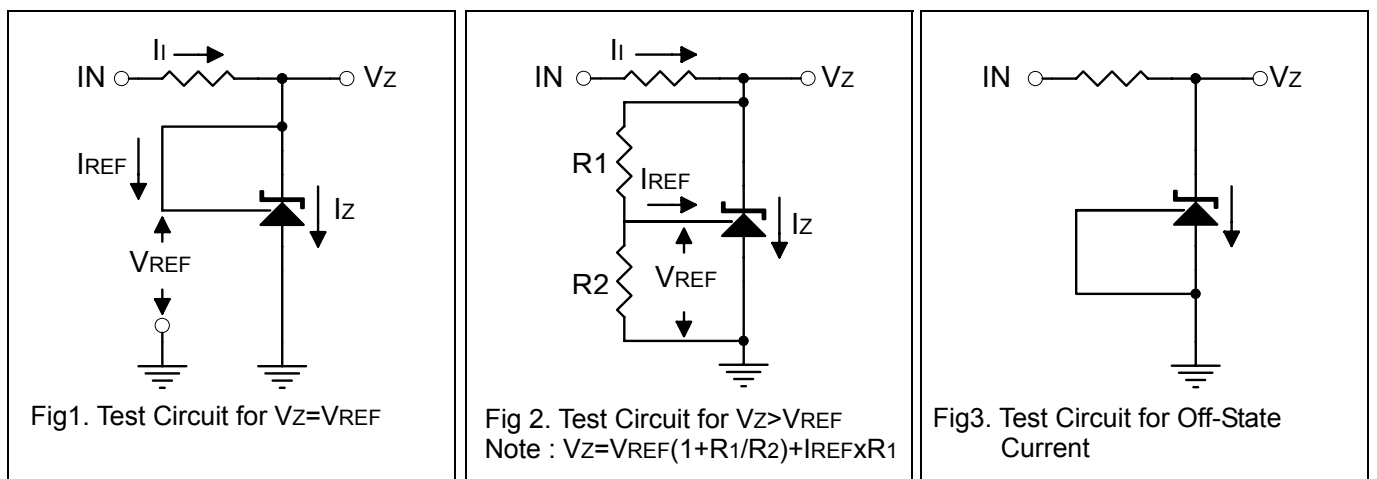 II
IN
VZ
IREF
IZ
VREF
Fig1. Test Circuit for VZ=VREF
II
IN
VZ
R1
IREF
IZ
R2
VREF
Fig 2. Test Circuit for VZ>VREF
Note : VZ=VREF(1+R1/R2)+IREFxR1
IN
VZ
Fig3. Test Circuit for Off-State
Current